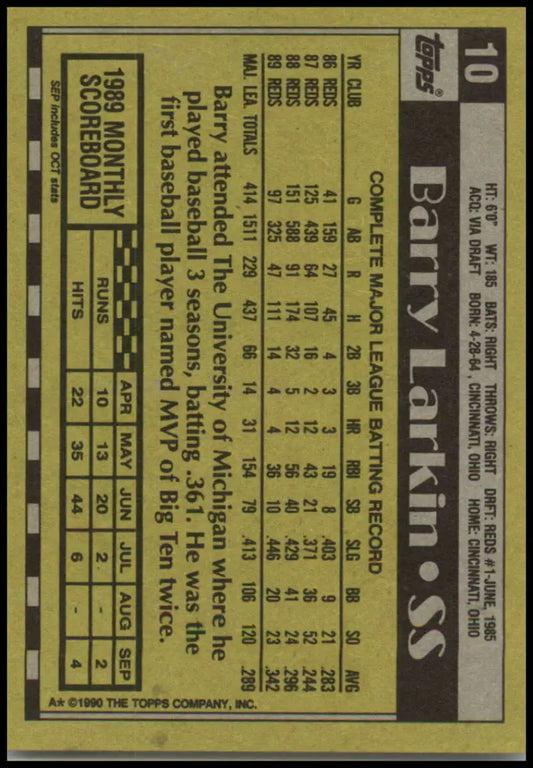 10
topps®
HT: 6'0" WT: 185 BATS: RIGHT THROWS: RIGHT DRFT: REDS #1-JUNE, 1985
ACQ: VIA DRAFT BORN: 4-28-64, CINCINNATI, OHIO HOME: CINCINNATI, OHIO
Barry Larkin • SS
COMPLETE MAJOR LEAGUE BATTING RECORD
YR CLUB G AB R H 2B 3B HR RBI SB SLG BB SO AVG
86 REDS 41 159 27 45 4 3 3 19 8 .403 9 21 .283
87 REDS 125 439 64 107 16 2 12 43 21 .371 36 52 .244
88 REDS 151 588 91 174 32 5 12 56 40 .429 41 24 .296
89 REDS 97 325 47 111 14 4 4 36 10 .446 20 23 .342
MAJ. LEA. TOTALS 414 1511 229 437 66 14 31 154 79 .413 106 120 .289
Barry attended The University of Michigan where he
played baseball 3 seasons, batting .361. He was the
first baseball player named MVP of Big Ten twice.
1989 MONTHLY
SCOREBOARD
APR MAY JUN JUL AUG SEP
RUNS 10 13 20 2 - 2
HITS 22 35 44 6 - 4
SEP includes OCT stats
A* ©1990 THE TOPPS COMPANY, INC.